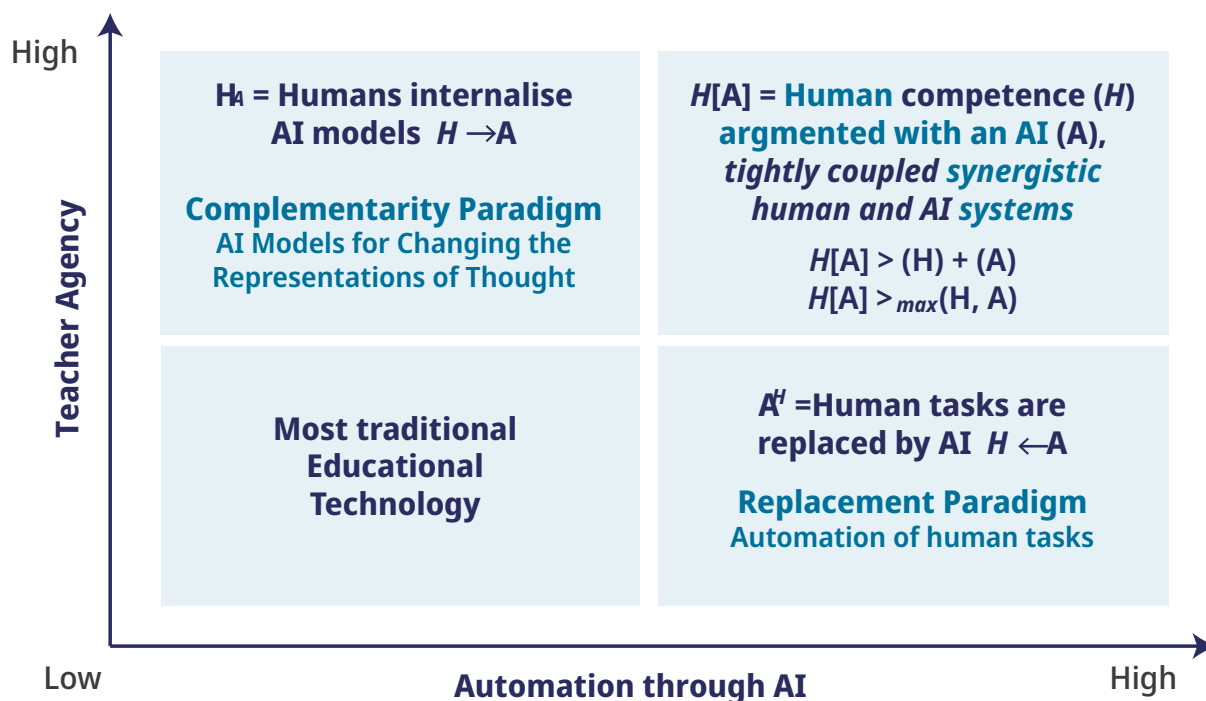 High
Teacher Agency
H_A = Humans internalise
AI models H →A
Complementarity Paradigm
AI Models for Changing the
Representations of Thought
H[A] = Human competence (H)
argmented with an AI (A),
tightly coupled synergistic
human and AI systems
H[A] > (H) + (A)
H[A] >max(H, A)
Most traditional
Educational
Technology
A^H =Human tasks are
replaced by AI H ←A
Replacement Paradigm
Automation of human tasks
Low
Automation through AI
High